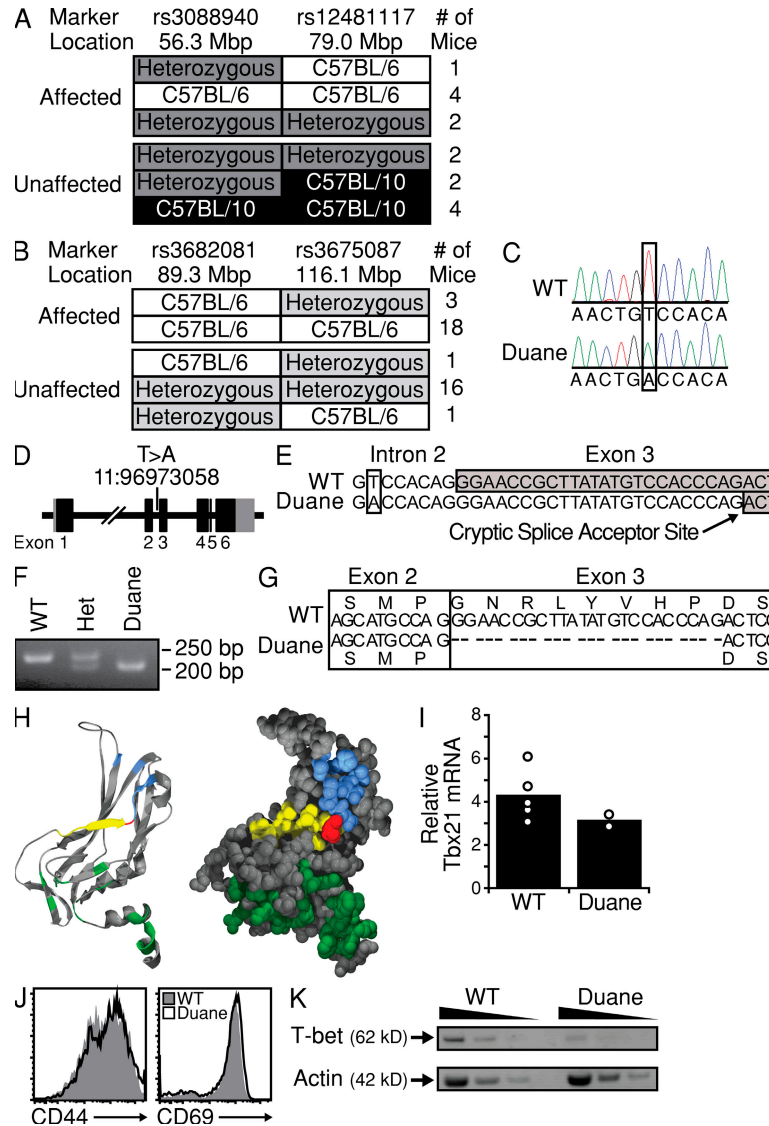 A Marker rs3088940 rs12481117 # of
Location 56.3 Mbp 79.0 Mbp Mice
Heterozygous C57BL/6 1
Affected C57BL/6 C57BL/6 4
Heterozygous Heterozygous 2
Heterozygous Heterozygous 2
Unaffected Heterozygous C57BL/10 2
C57BL/10 C57BL/10 4
B Marker rs3682081 rs3675087 # of
Location 89.3 Mbp 116.1 Mbp Mice
Affected C57BL/6 Heterozygous 3
C57BL/6 C57BL/6 18
C57BL/6 Heterozygous 1
Unaffected Heterozygous Heterozygous 16
Heterozygous C57BL/6 1
C
WT
AACTGTCCACA
Duane
AACTGACCACA
D T>A
11:96973058
Exon 1 2 3 4 5 6
E Intron 2 Exon 3
WT GTCCACAGGGAACCGCTTATATGTCCACCCAGACT
Duane GACCACAGGGAACCGCTTATATGTCCACCCAGACT
Cryptic Splice Acceptor Site
F
WT Het Duane
250 bp
200 bp
G Exon 2 Exon 3
S M P G N R L Y V H P D S
WT AGCATGCCAG GGAACCGCTTATATGTCCACCCAGACTCC
Duane AGCATGCCAG -- --- --- --- --- --- --- --- --- ACTCC
S M P D S
H
I
Relative
Tbx21 mRNA
8
6
4
2
0
WT Duane
J
WT
Duane
CD44 CD69
K WT Duane
T-bet (62 kD)
Actin (42 kD)